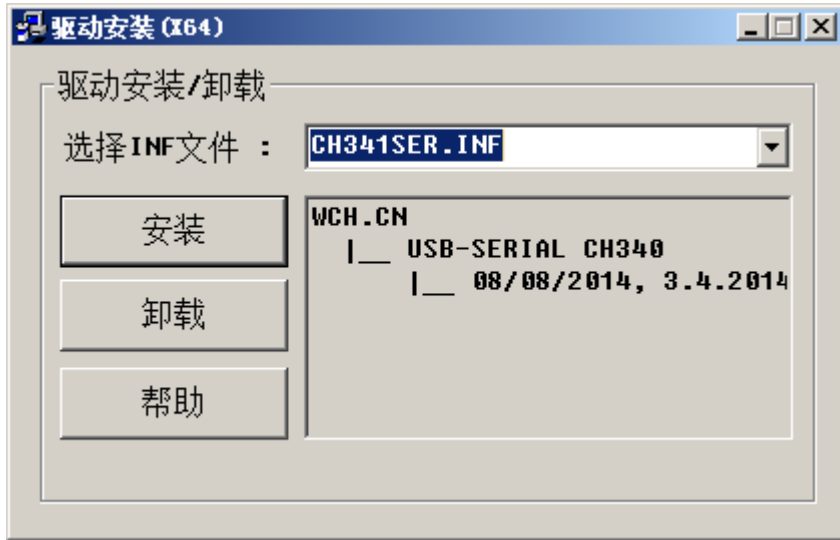 驱动安装(X64)
驱动安装/卸载
选择INF文件 : CH341SER.INF
安装
卸载
帮助
WCH.CN
|__ USB-SERIAL CH340
|__ 08/08/2014, 3.4.2014